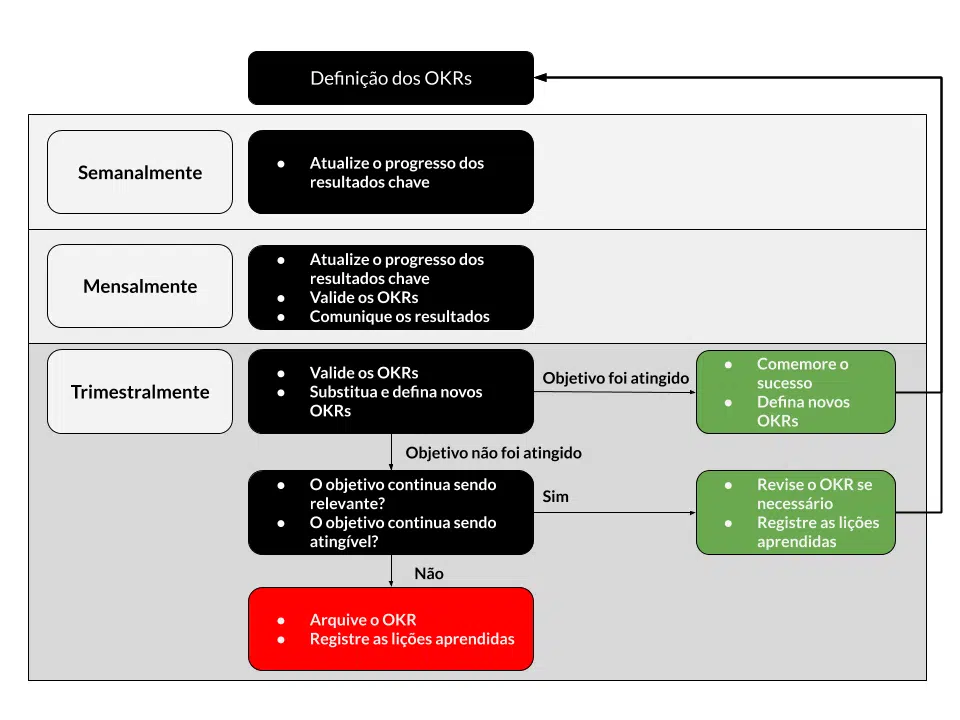 Definição dos OKRs
Semanalmente
● Atualize o progresso dos
resultados chave
Mensalmente
● Atualize o progresso dos
resultados chave
● Valide os OKRs
● Comunique os resultados
Trimestralmente
● Valide os OKRs
● Substitua e defina novos
OKRs
Objetivo foi atingido
● Comemore o
sucesso
● Defina novos
OKRs
Objetivo não foi atingido
● O objetivo continua sendo
relevante?
● O objetivo continua sendo
atingível?
Sim
● Revise o OKR se
necessário
● Registre as lições
aprendidas
Não
● Arquive o OKR
● Registre as lições aprendidas